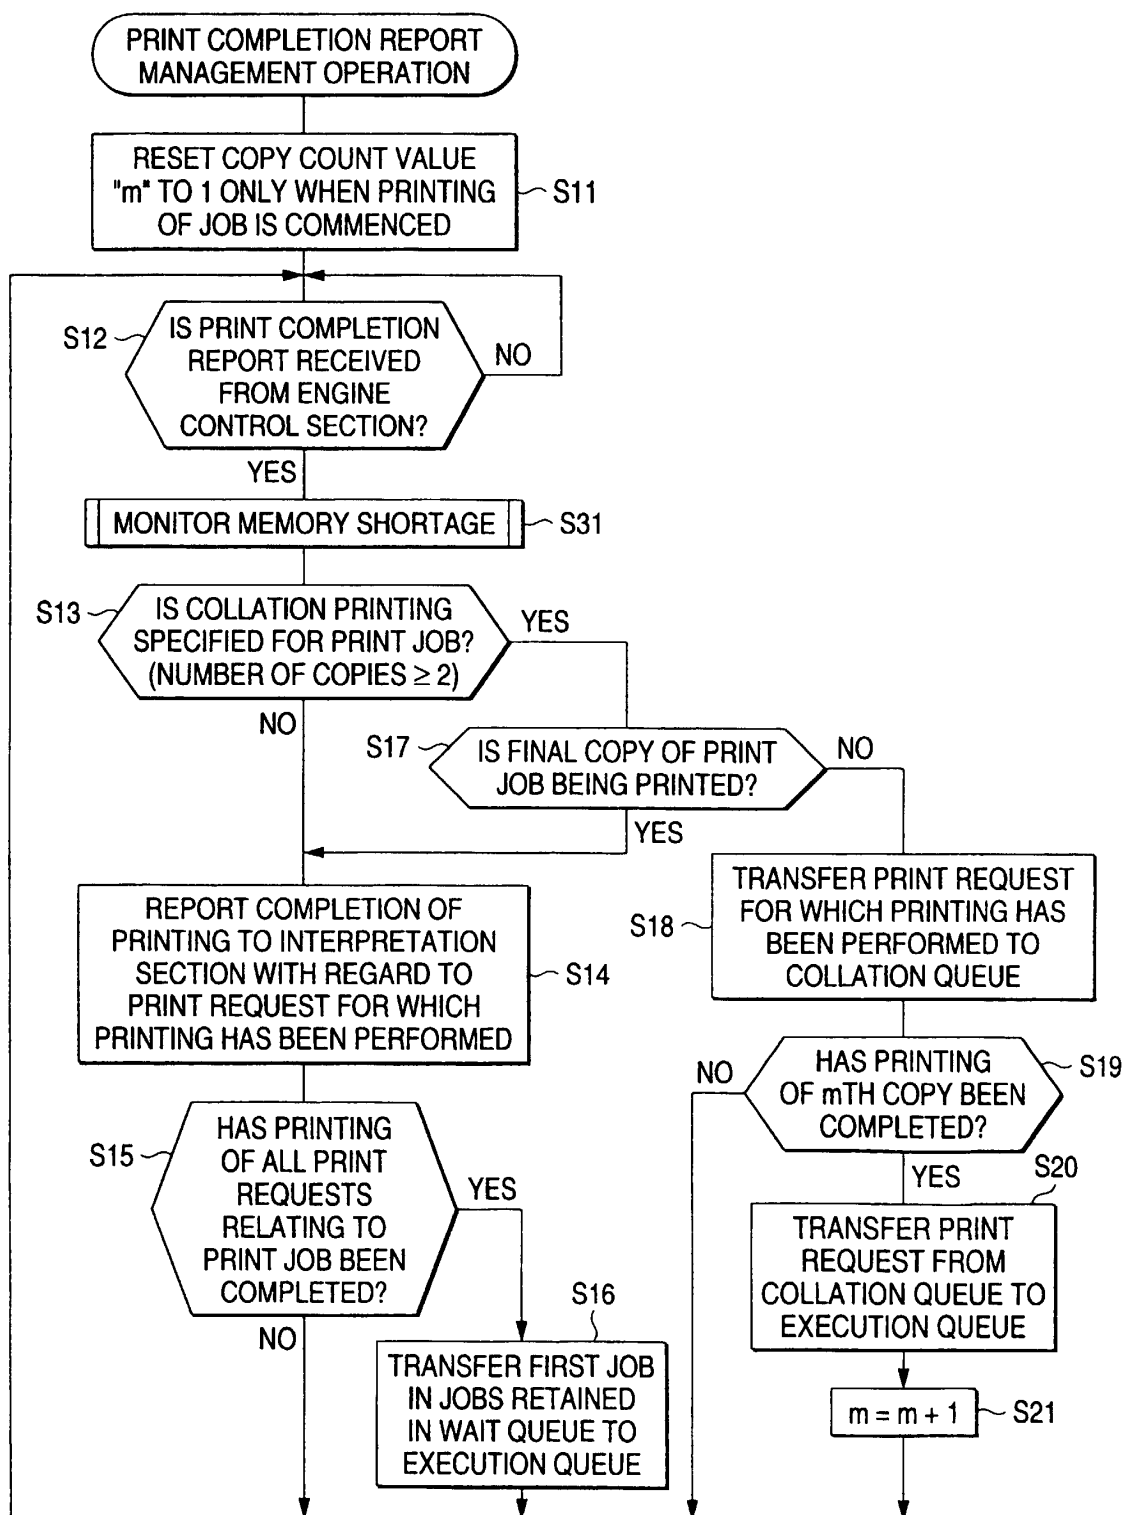 PRINT COMPLETION REPORT
MANAGEMENT OPERATION
RESET COPY COUNT VALUE
"m" TO 1 ONLY WHEN PRINTING
OF JOB IS COMMENCED
S11
S12
IS PRINT COMPLETION
REPORT RECEIVED
FROM ENGINE
CONTROL SECTION?
NO
YES
MONITOR MEMORY SHORTAGE
S31
S13
IS COLLATION PRINTING
SPECIFIED FOR PRINT JOB?
(NUMBER OF COPIES ≥ 2)
YES
NO
S17
IS FINAL COPY OF PRINT
JOB BEING PRINTED?
NO
YES
REPORT COMPLETION OF
PRINTING TO INTERPRETATION
SECTION WITH REGARD TO
PRINT REQUEST FOR WHICH
PRINTING HAS BEEN PERFORMED
S14
S18
TRANSFER PRINT REQUEST
FOR WHICH PRINTING HAS
BEEN PERFORMED TO
COLLATION QUEUE
S15
HAS PRINTING
OF ALL PRINT
REQUESTS
RELATING TO
PRINT JOB BEEN
COMPLETED?
YES
NO
NO
HAS PRINTING
OF mTH COPY BEEN
COMPLETED?
S19
YES
S20
TRANSFER PRINT
REQUEST FROM
COLLATION QUEUE TO
EXECUTION QUEUE
S16
TRANSFER FIRST JOB
IN JOBS RETAINED
IN WAIT QUEUE TO
EXECUTION QUEUE
m = m + 1
S21